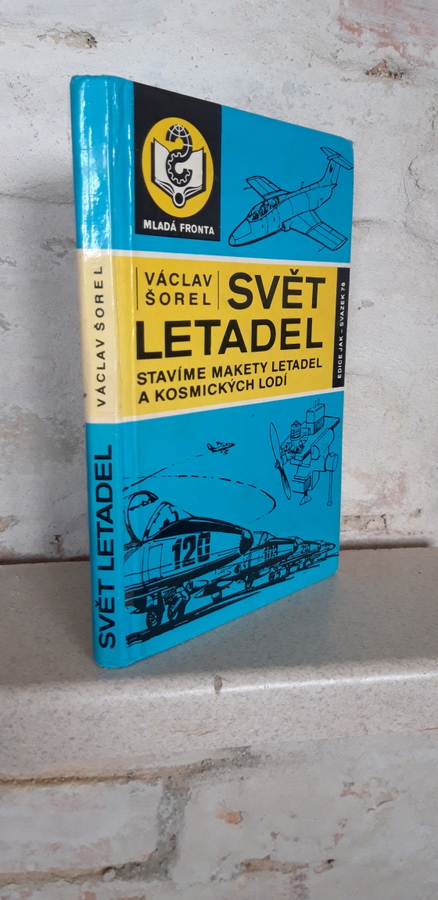 MLADÁ FRONTA
VÁCLAV
ŠOREL
SVĚT
LETADEL
STAVÍME MAKETY LETADEL
A KOSMICKÝCH LODÍ
EDICE JAK – SVAZEK 78
120
VÁCLAV ŠOREL
SVĚT LETADEL